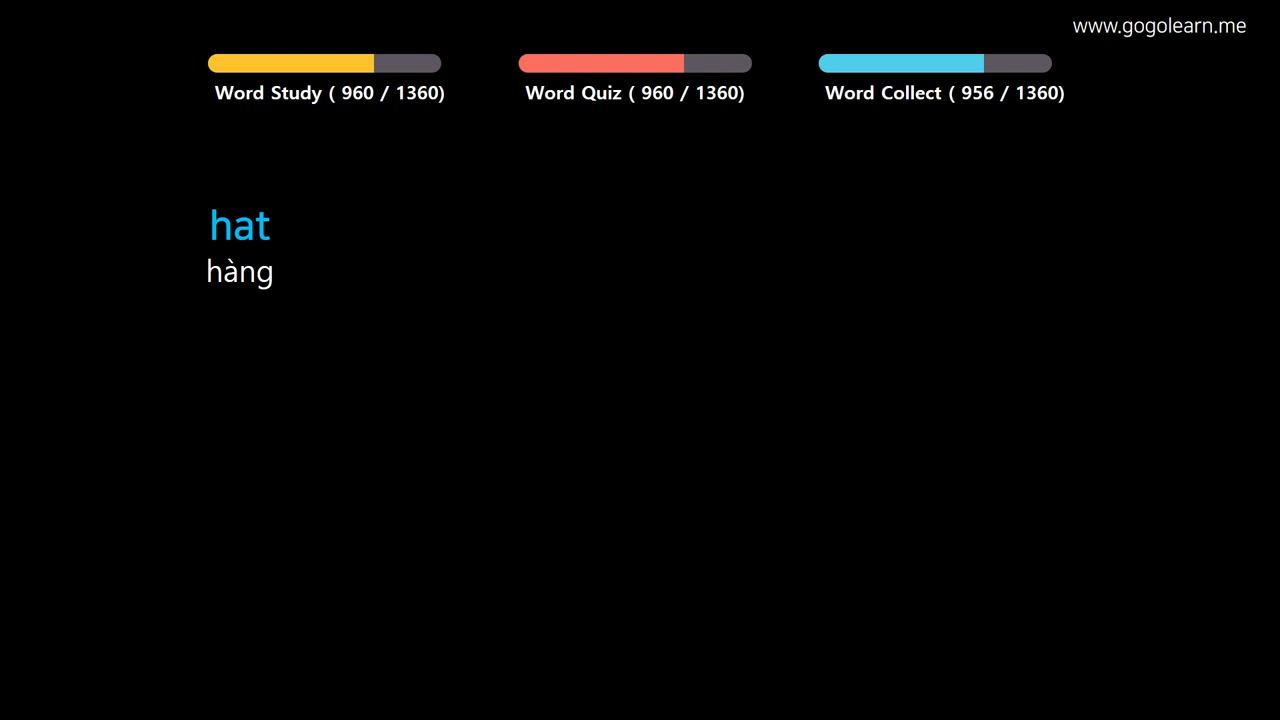 www.gogolearn.me
Word Study ( 960 / 1360)
Word Quiz ( 960 / 1360)
Word Collect ( 956 / 1360)
hat
hàng